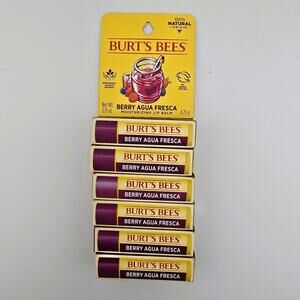 100%
NATURAL
ORIGIN
BURT'S BEES
BERRY AGUA FRESCA
MOISTURIZING LIP BALM
Net Wt.
0.15 oz
4.25 g
BURT'S BEES
BERRY AGUA FRESCA
BURT'S BEES
BERRY AGUA FRESCA
BURT'S BEES
BERRY AGUA FRESCA
BURT'S BEES
BERRY AGUA FRESCA
BURT'S BEES
BERRY AGUA FRESCA
BURT'S BEES
BERRY AGUA FRESCA